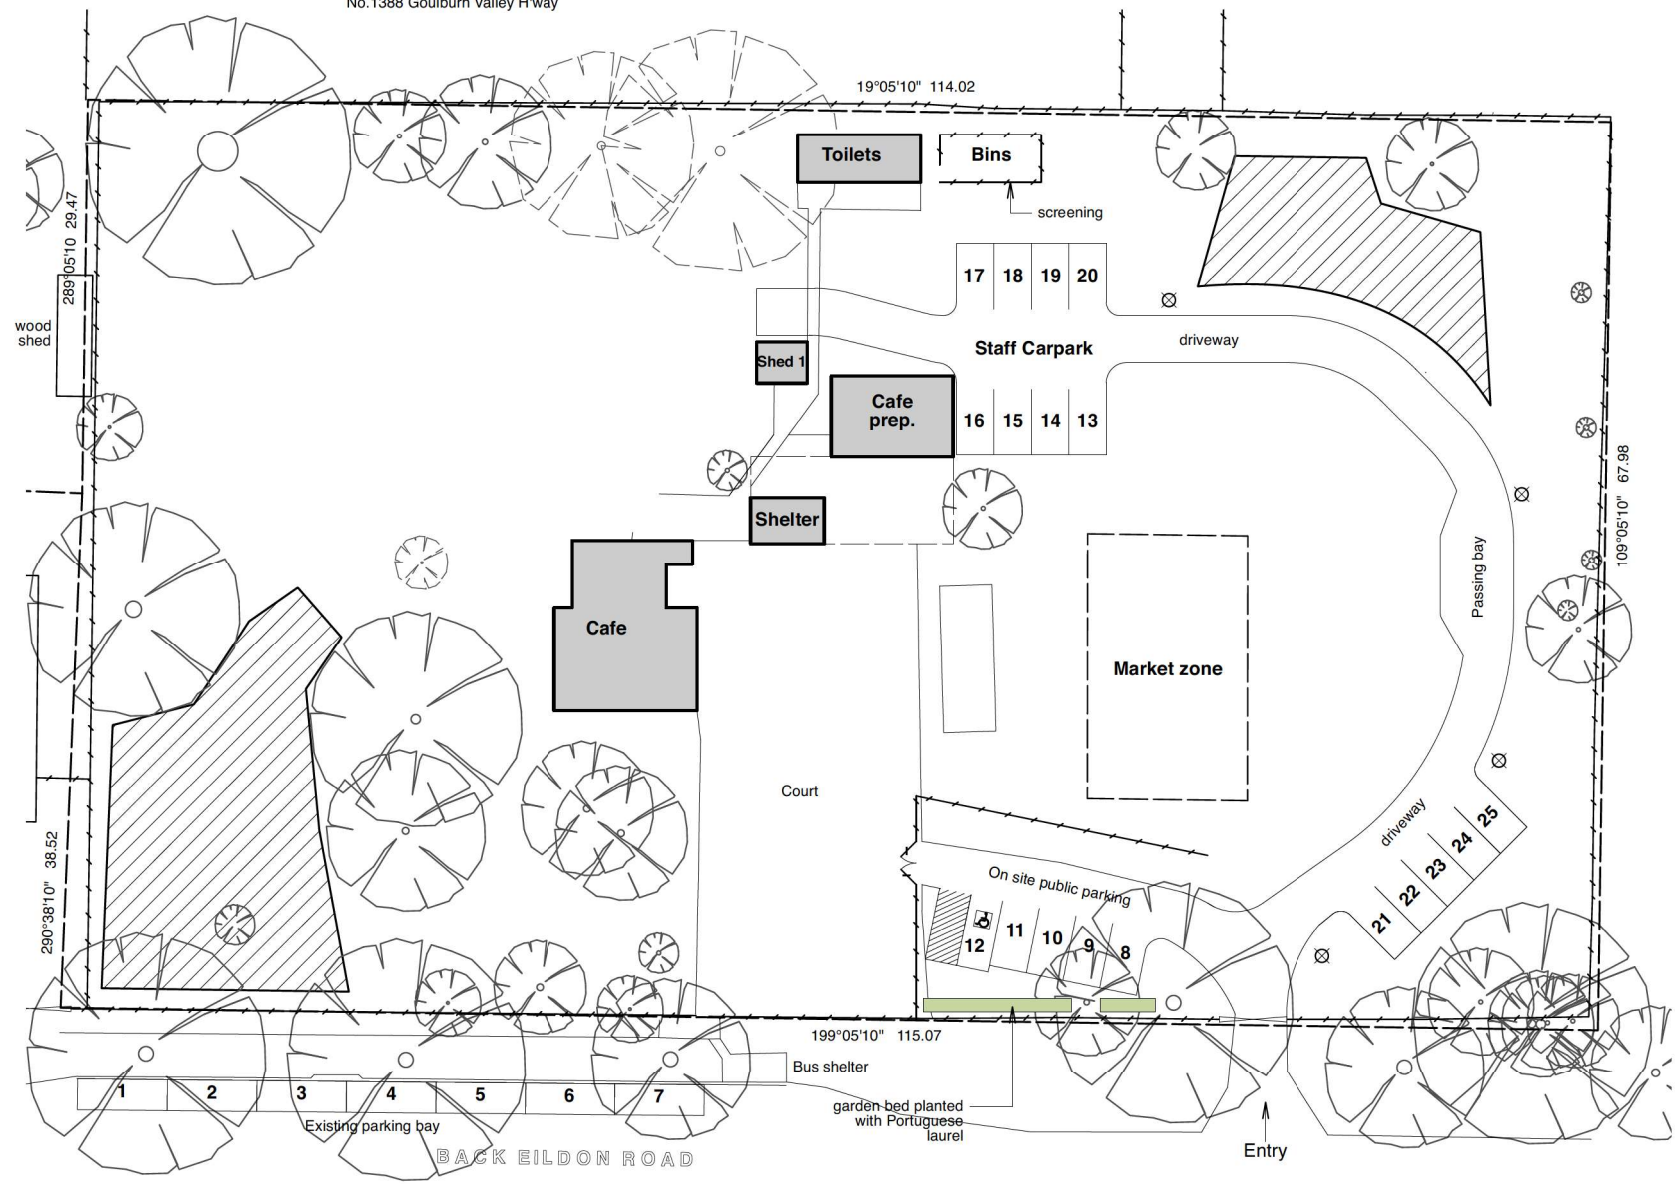 No.1388 Goulburn Valley H'way
19°05'10" 114.02
Toilets
Bins
screening
289°05'10 29.47
wood
shed
17 18 19 20
Staff Carpark
driveway
Shed 1
Cafe
prep.
16 15 14 13
109°05'10" 67.98
Shelter
Passing bay
Cafe
Market zone
Court
driveway
25
24
23
22
21
On site public parking
290°38'10" 38.52
12 11 10 9 8
199°05'10" 115.07
Bus shelter
1 2 3 4 5 6 7
garden bed planted
with Portuguese
laurel
Existing parking bay
BACK EILDON ROAD
Entry